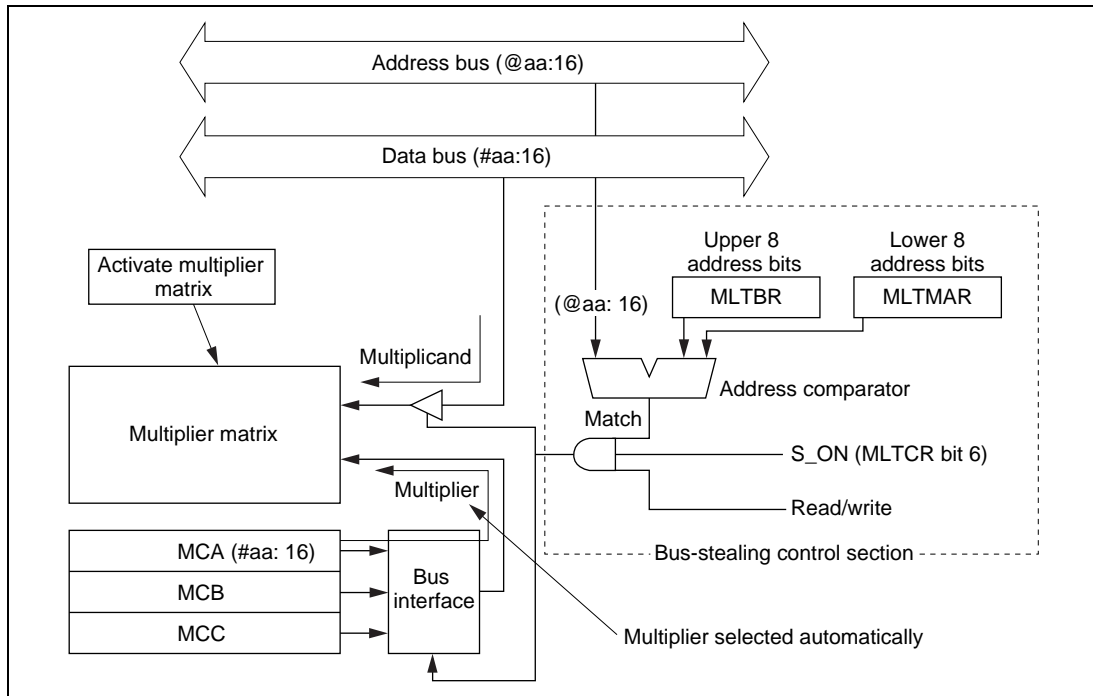 Address bus (@aa:16)
Data bus (#aa:16)
Upper 8
address bits
Lower 8
address bits
MLTBR
MLTMAR
Activate multiplier
matrix
(@aa: 16)
Multiplicand
Address comparator
Match
Multiplier matrix
S_ON (MLTCR bit 6)
Multiplier
Read/write
Bus-stealing control section
MCA (#aa: 16)
MCB
MCC
Bus
interface
Multiplier selected automatically